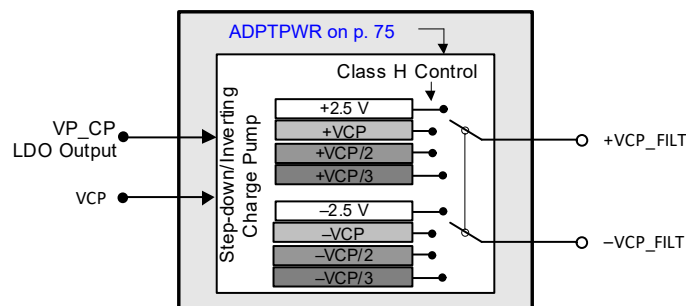 ADPTPWR on p. 75
Class H Control
Step-down/Inverting
Charge Pump
VP_CP
LDO Output
VCP
+2.5 V
+VCP
+VCP/2
+VCP/3
–2.5 V
–VCP
–VCP/2
–VCP/3
+VCP_FILT
–VCP_FILT